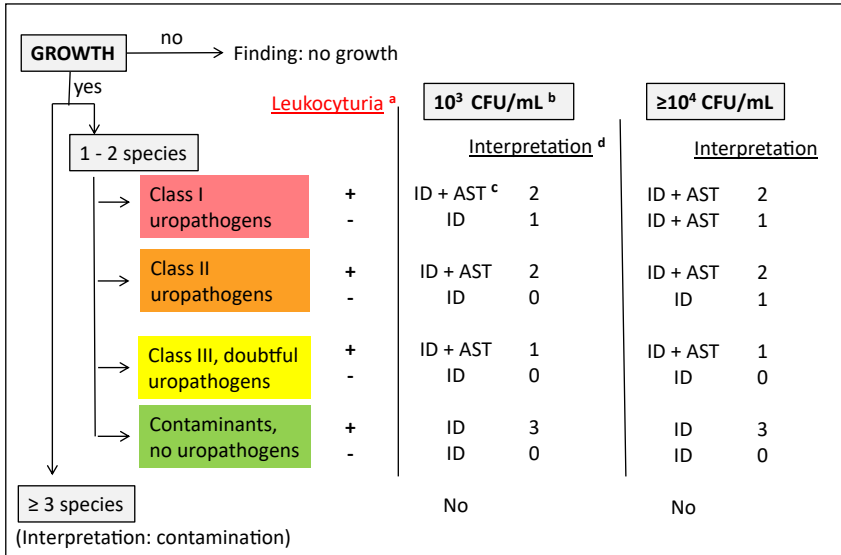 GROWTH no Finding: no growth
yes
Leukocyturia ᵃ 10³ CFU/mL ᵇ ≥10⁴ CFU/mL
1 - 2 species Interpretation ᵈ Interpretation
Class I + ID + AST ᶜ 2 ID + AST 2
uropathogens - ID 1 ID + AST 1
Class II + ID + AST 2 ID + AST 2
uropathogens - ID 0 ID 1
Class III, doubtful + ID + AST 1 ID + AST 1
uropathogens - ID 0 ID 0
Contaminants, + ID 3 ID 3
no uropathogens - ID 0 ID 0
≥ 3 species No No
(Interpretation: contamination)